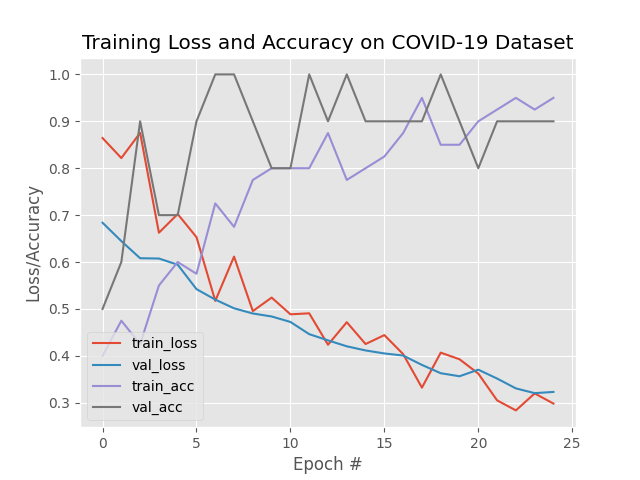 Training Loss and Accuracy on COVID-19 Dataset
Loss/Accuracy
1.0
0.9
0.8
0.7
0.6
0.5
0.4
0.3
train_loss
val_loss
train_acc
val_acc
0 5 10 15 20 25
Epoch #